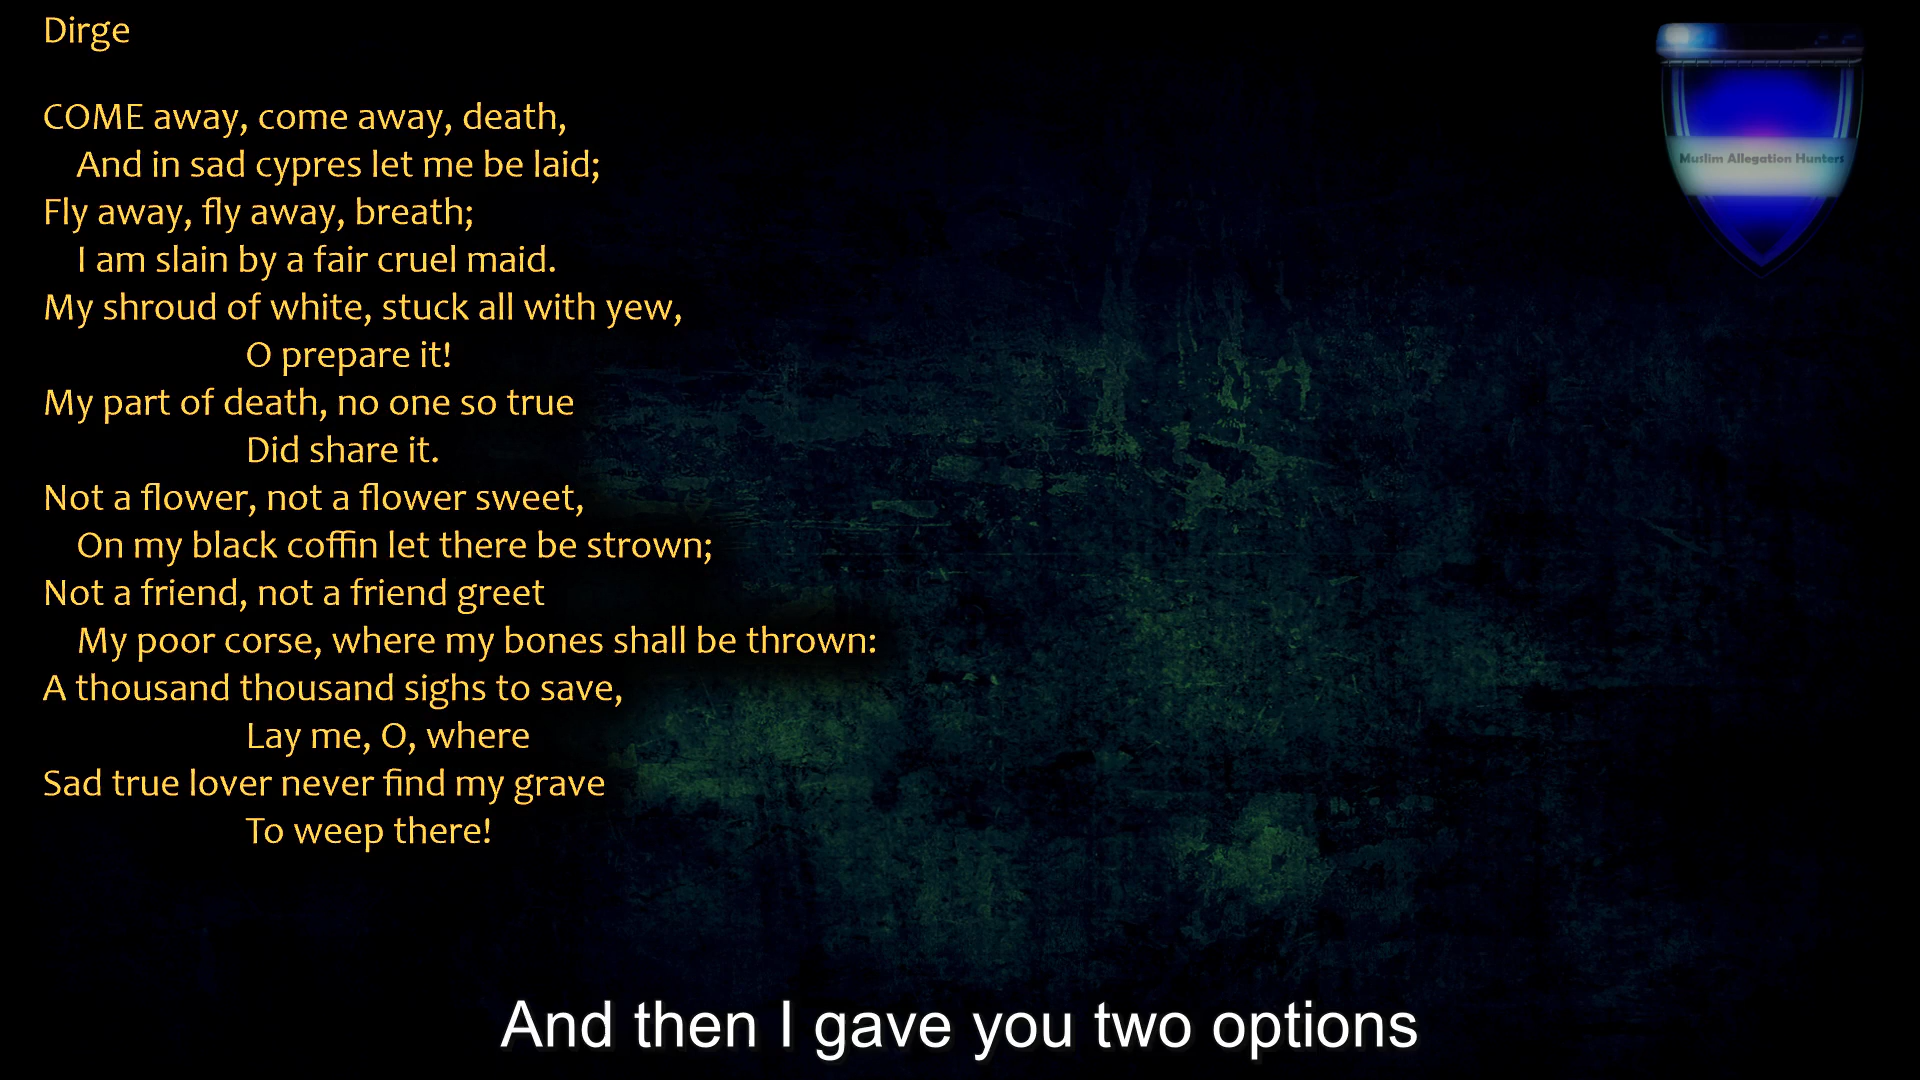 Dirge
COME away, come away, death,
And in sad cypres let me be laid;
Fly away, fly away, breath;
I am slain by a fair cruel maid.
My shroud of white, stuck all with yew,
O prepare it!
My part of death, no one so true
Did share it.
Not a flower, not a flower sweet,
On my black coffin let there be strown;
Not a friend, not a friend greet
My poor corse, where my bones shall be thrown:
A thousand thousand sighs to save,
Lay me, O, where
Sad true lover never find my grave
To weep there!
Muslim Allegation Hunters
And then I gave you two options